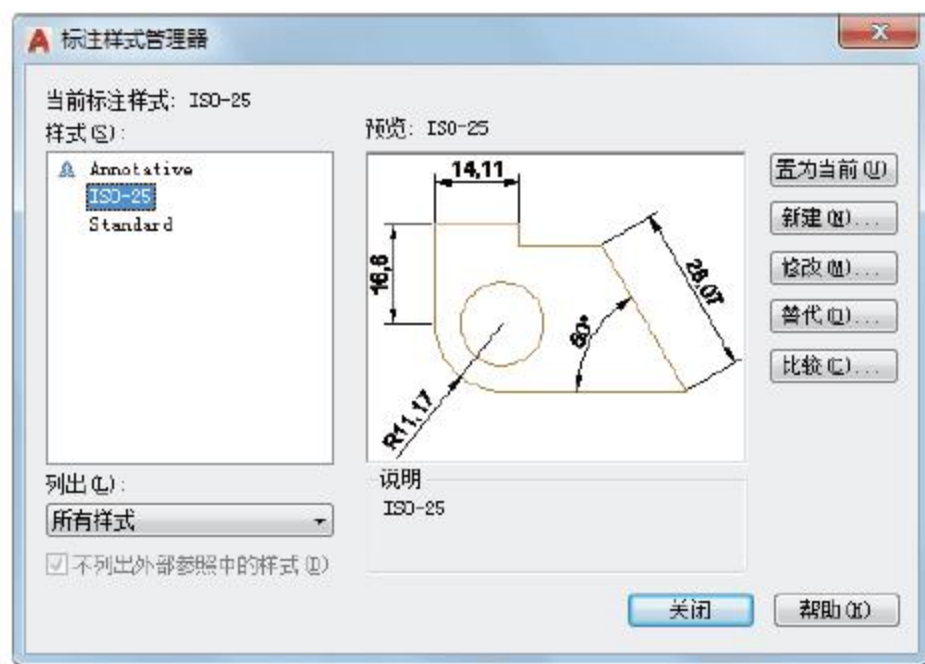 标注样式管理器
当前标注样式: ISO-25
样式(S):
Annotative
ISO-25
Standard
预览: ISO-25
14,11
16,6
28,07
60°
R11,17
置为当前(U)
新建(N)...
修改(M)...
替代(O)...
比较(C)...
列出(L):
所有样式
不列出外部参照中的样式(D)
说明
ISO-25
关闭
帮助(H)